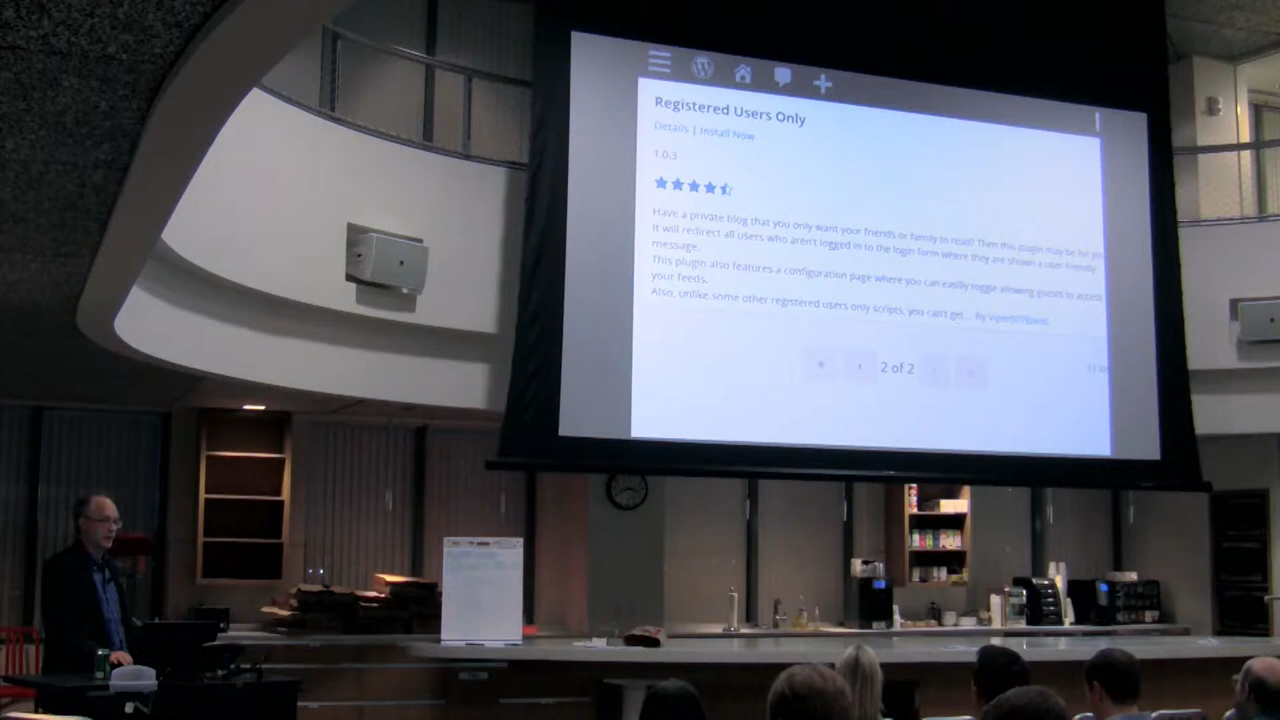 Registered Users Only
Details | Install Now
1.0.3
Have a private blog that you only want your friends or family to read? Then this plugin may be for you
It will redirect all users who aren't logged in to the login form where they are shown a user friendly
message.
This plugin also features a configuration page where you can easily toggle allowing guests to access
your feeds.
Also, unlike some other registered users only scripts, you can't get... By
2 of 2
33